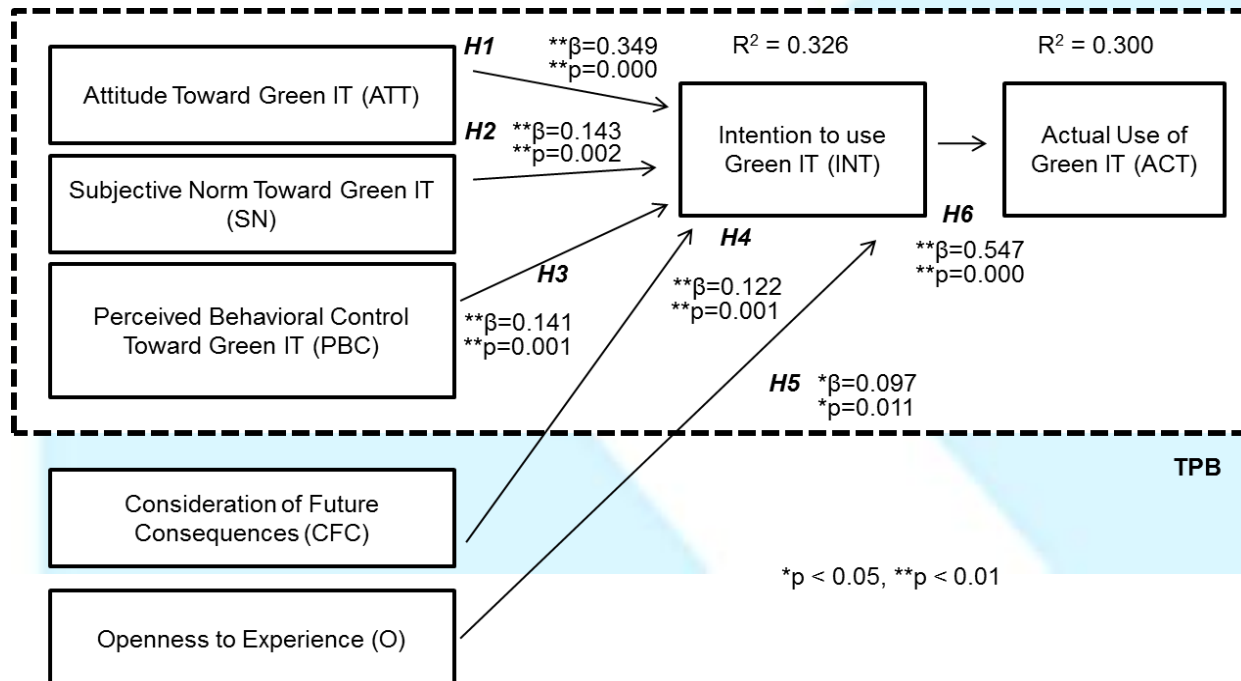 H1
**β=0.349
**p=0.000
R² = 0.326
R² = 0.300
Attitude Toward Green IT (ATT)
H2
**β=0.143
**p=0.002
Intention to use
Green IT (INT)
Actual Use of
Green IT (ACT)
Subjective Norm Toward Green IT
(SN)
H3
H4
H6
**β=0.547
**p=0.000
Perceived Behavioral Control
Toward Green IT (PBC)
**β=0.141
**p=0.001
**β=0.122
**p=0.001
H5
*β=0.097
*p=0.011
TPB
Consideration of Future
Consequences (CFC)
*p < 0.05, **p < 0.01
Openness to Experience (O)